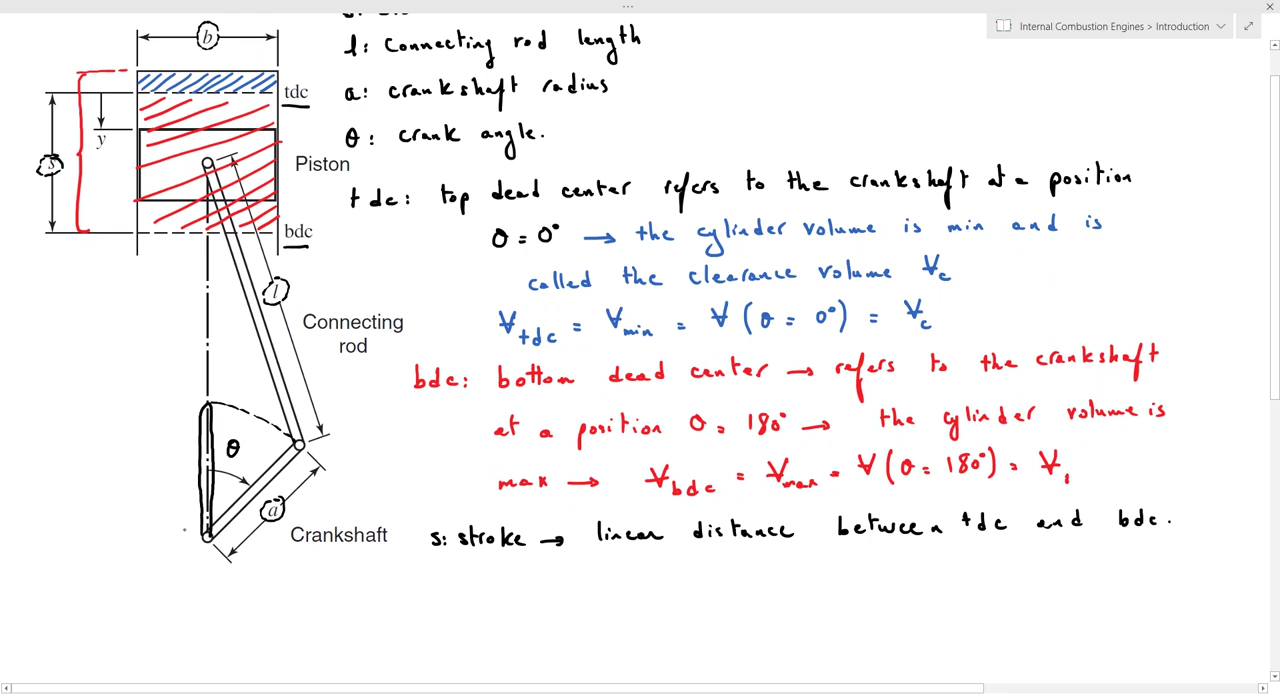 Internal Combustion Engines > Introduction
b
l: connecting rod length
tdc
a: crankshaft radius
y
θ: crank angle.
s
Piston
tdc: top dead center refers to the crankshaft at a position
bdc
θ = 0° → the cylinder volume is min and is
called the clearance volume V̶c
l
Connecting
rod
V̶tdc = V̶min = V̶(θ = 0°) = V̶c
bdc: bottom dead center → refers to the crankshaft
at a position θ = 180° → the cylinder volume is
θ
max → V̶bdc = V̶max = V̶(θ = 180°) = V̶1
a
Crankshaft
s: stroke → linear distance between tdc and bdc.